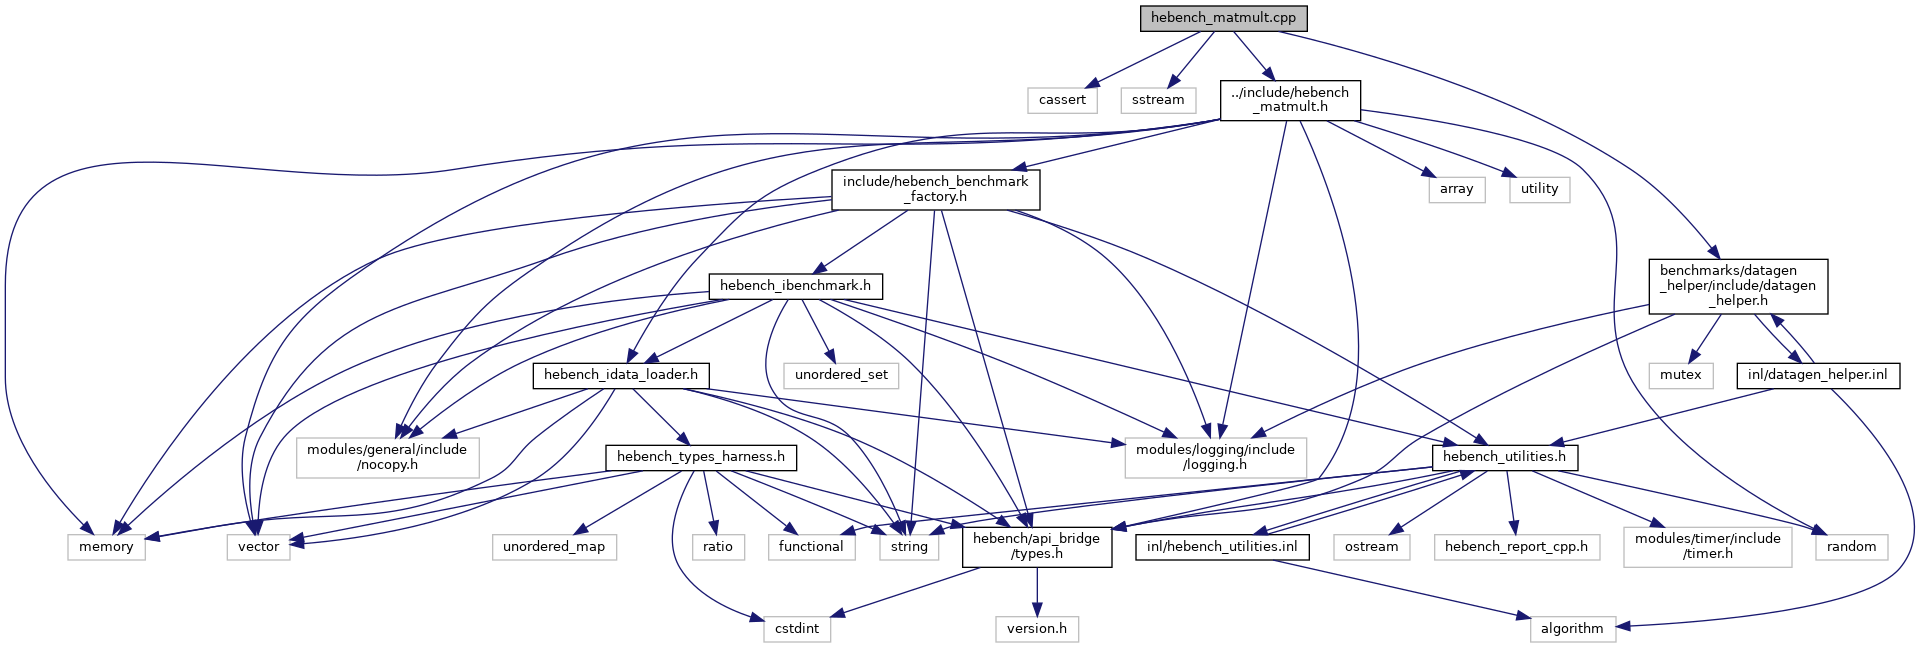 hebench_matmult.cpp
cassert
sstream
../include/hebench
_matmult.h
include/hebench_benchmark
_factory.h
array
utility
benchmarks/datagen
_helper/include/datagen
_helper.h
hebench_ibenchmark.h
hebench_idata_loader.h
unordered_set
mutex
inl/datagen_helper.inl
modules/general/include
/nocopy.h
hebench_types_harness.h
modules/logging/include
/logging.h
hebench_utilities.h
memory
vector
unordered_map
ratio
functional
string
hebench/api_bridge
/types.h
inl/hebench_utilities.inl
ostream
hebench_report_cpp.h
modules/timer/include
/timer.h
random
cstdint
version.h
algorithm